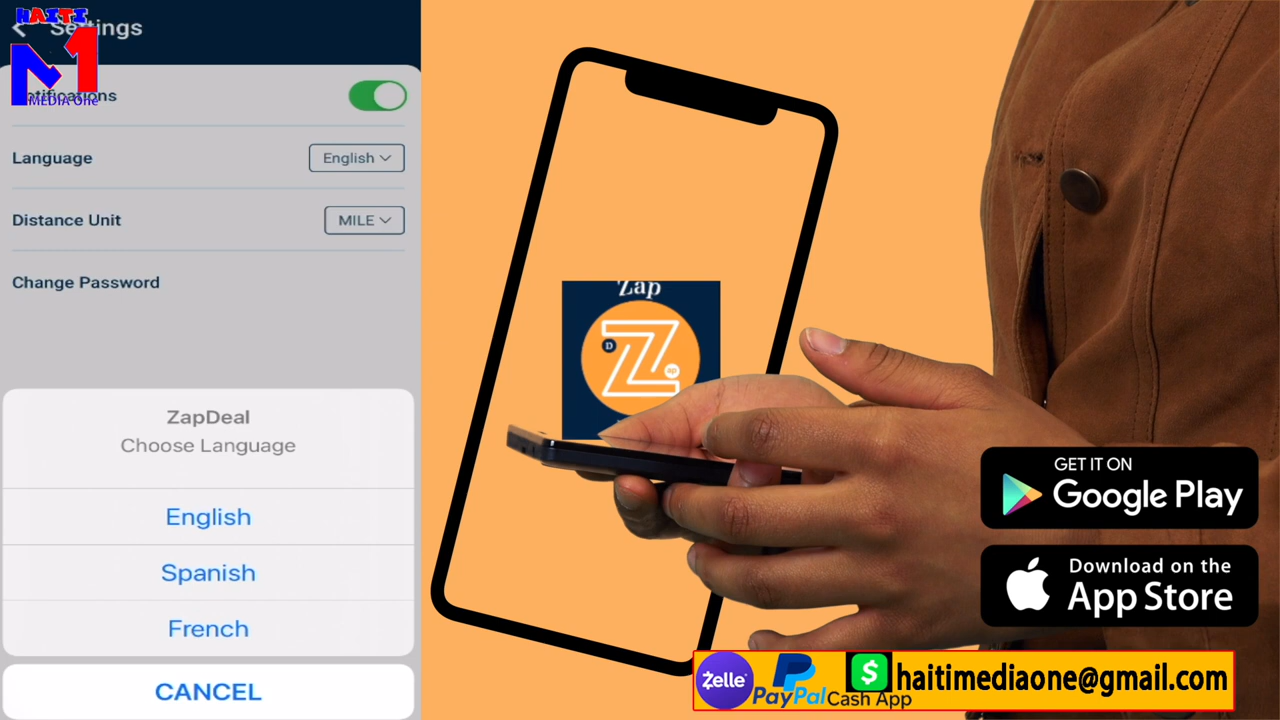 HAITI
Settings
MEDIA One
Notifications
Language
English
Distance Unit
MILE
Change Password
ZapDeal
Choose Language
English
Spanish
French
CANCEL
Zap
Z
D
zap
GET IT ON
Google Play
Download on the
App Store
Zelle
PayPal
$
Cash App
haitimediaone@gmail.com